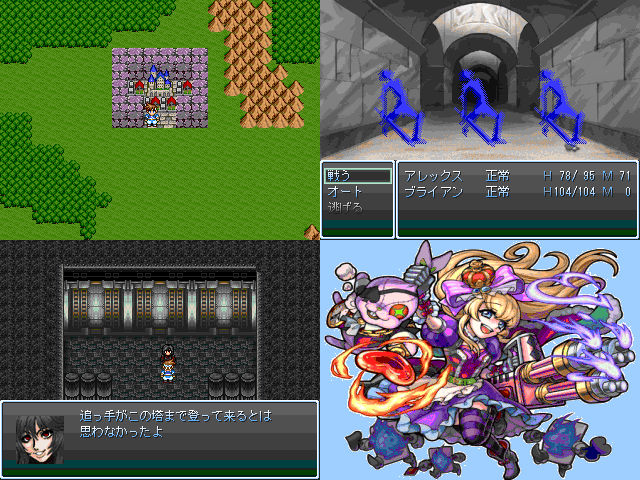 戦う
オート
逃げる
アレックス 正常 H 78/ 95 M 71
ブライアン 正常 H104/104 M 0
追っ手がこの塔まで登って来るとは
思わなかったよ